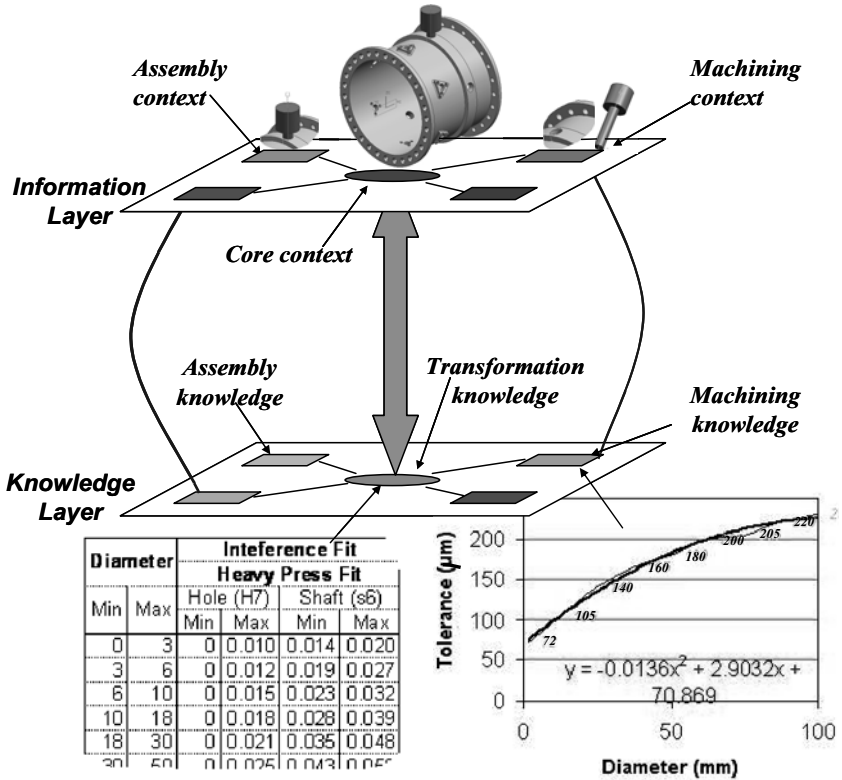 Assembly
context
Machining
context
Information
Layer
Core context
Assembly
knowledge
Transformation
knowledge
Machining
knowledge
Knowledge
Layer
Diameter
Inteference Fit
Heavy Press Fit
Min Max Hole (H7) Shaft (s6)
Min Max Min Max
0 3 0 0.010 0.014 0.020
3 6 0 0.012 0.019 0.027
6 10 0 0.015 0.023 0.032
10 18 0 0.018 0.028 0.039
18 30 0 0.021 0.035 0.048
30 50 0 0.025 0.043
Tolerance (µm)
200
150
100
50
0
72
105
140
160
180
200
205
220
2
y = -0.0136x² + 2.9032x +
70.869
0 50 100
Diameter (mm)